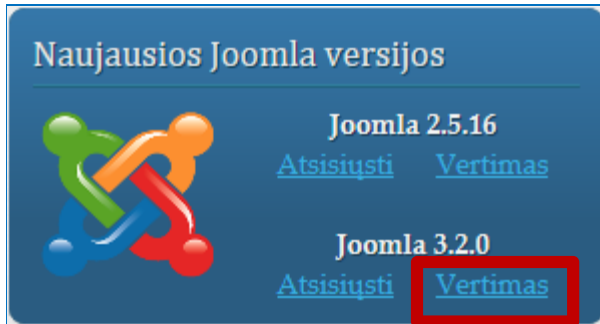 Naujausios Joomla versijos
Joomla 2.5.16
Atsisiųsti Vertimas
Joomla 3.2.0
Atsisiųsti Vertimas